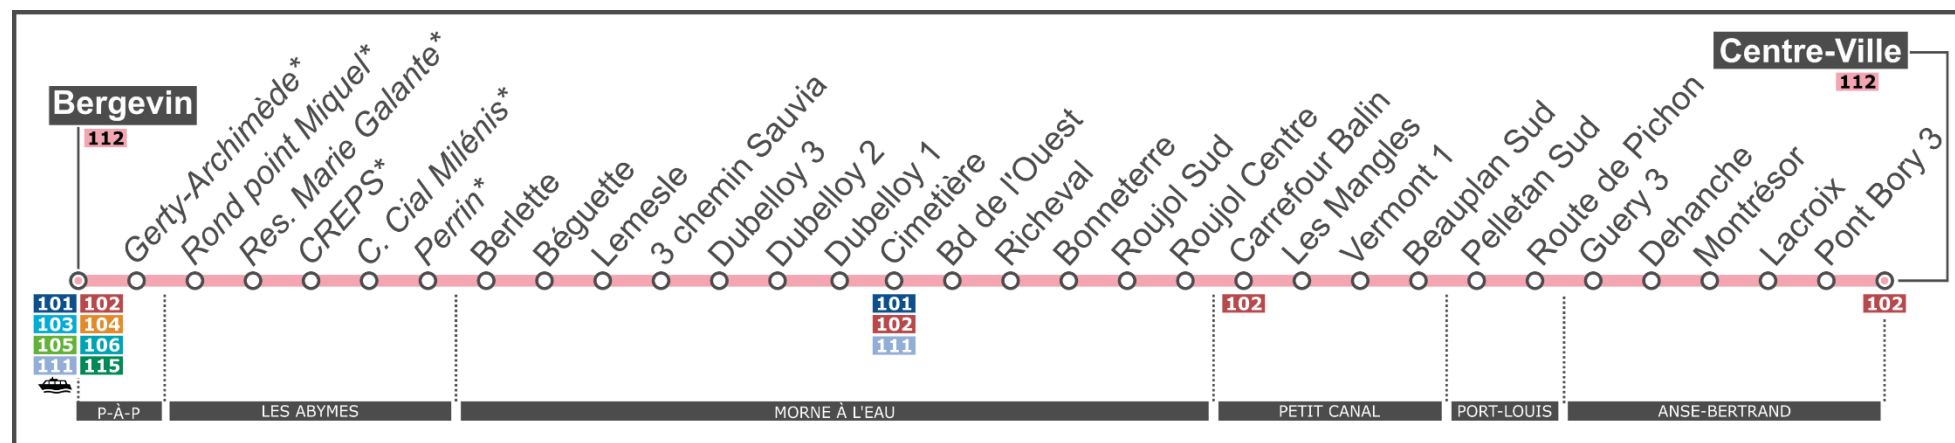 Bergevin
112
Gerty-Archimède*
Rond point Miquel*
Res. Marie Galante*
CREPS*
C. Cial Milénis*
Perrin*
Berlette
Béguette
Lemesle
3 chemin Sauvia
Dubelloy 3
Dubelloy 2
Dubelloy 1
Cimetière
Bd de l'Ouest
Richeval
Bonneterre
Roujol Sud
Roujol Centre
Carrefour Balin
Les Mangles
Vermont 1
Beauplan Sud
Pelletan Sud
Route de Pichon
Guery 3
Dehanche
Montrésor
Lacroix
Pont Bory 3
Centre-Ville
112
101 102
103 104
105 106
111 115
101
102
111
102
102
P-À-P
LES ABYMES
MORNE À L'EAU
PETIT CANAL
PORT-LOUIS
ANSE-BERTRAND